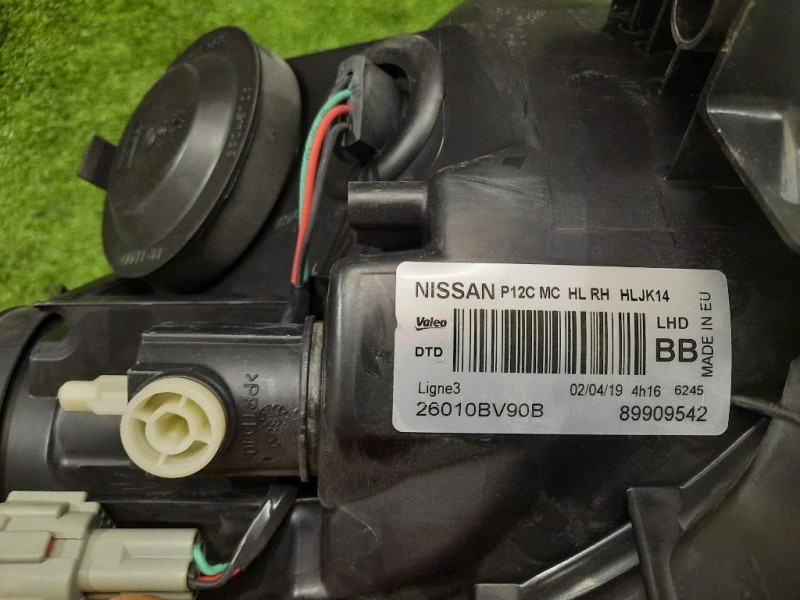 NISSAN P12C MC HL RH HLJK14
Valeo
LHD
DTD
BB
MADE IN EU
Ligne3 02/04/19 4h16 6245
26010BV90B 89909542